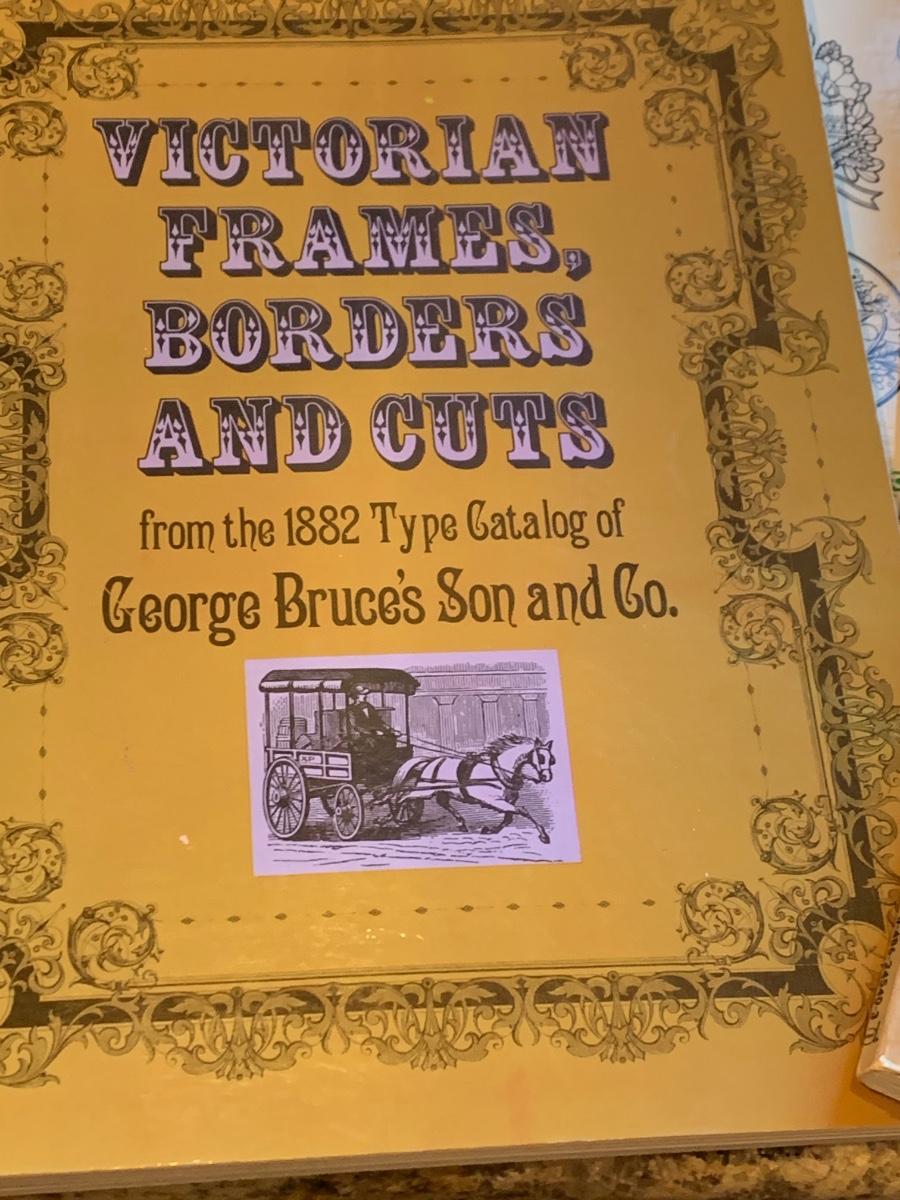 VICTORIAN
FRAMES,
BORDERS
AND CUTS
from the 1882 Type Catalog of
George Bruce's Son and Co.